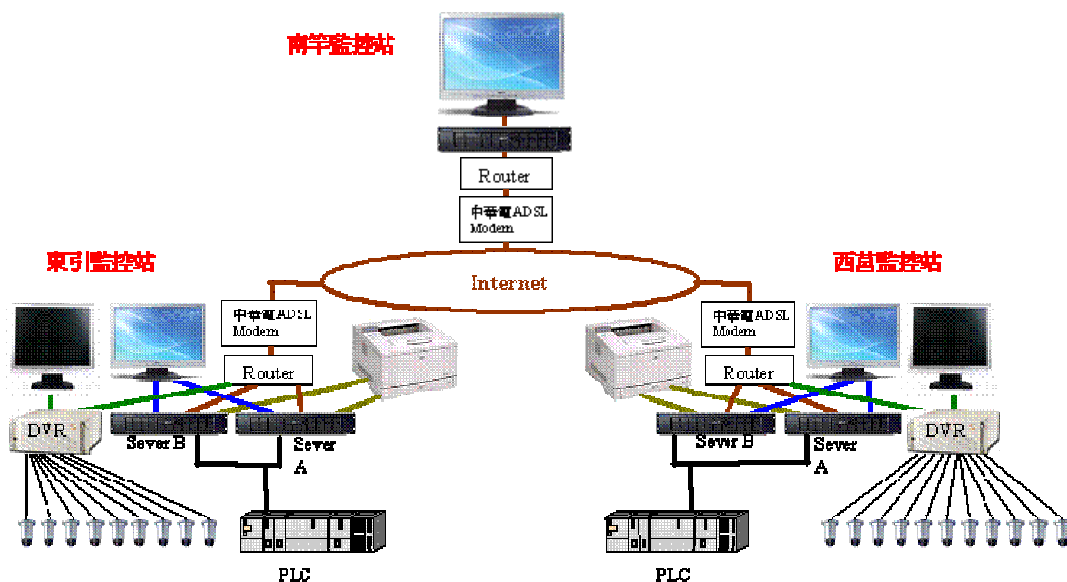 南竿監控站
Router
中華電ADSL
Modem
東引監控站
西莒監控站
Internet
中華電ADSL
Modem
中華電ADSL
Modem
Router
Router
DVR
Sever B
Sever
A
Sever B
Sever
A
DVR
PLC
PLC